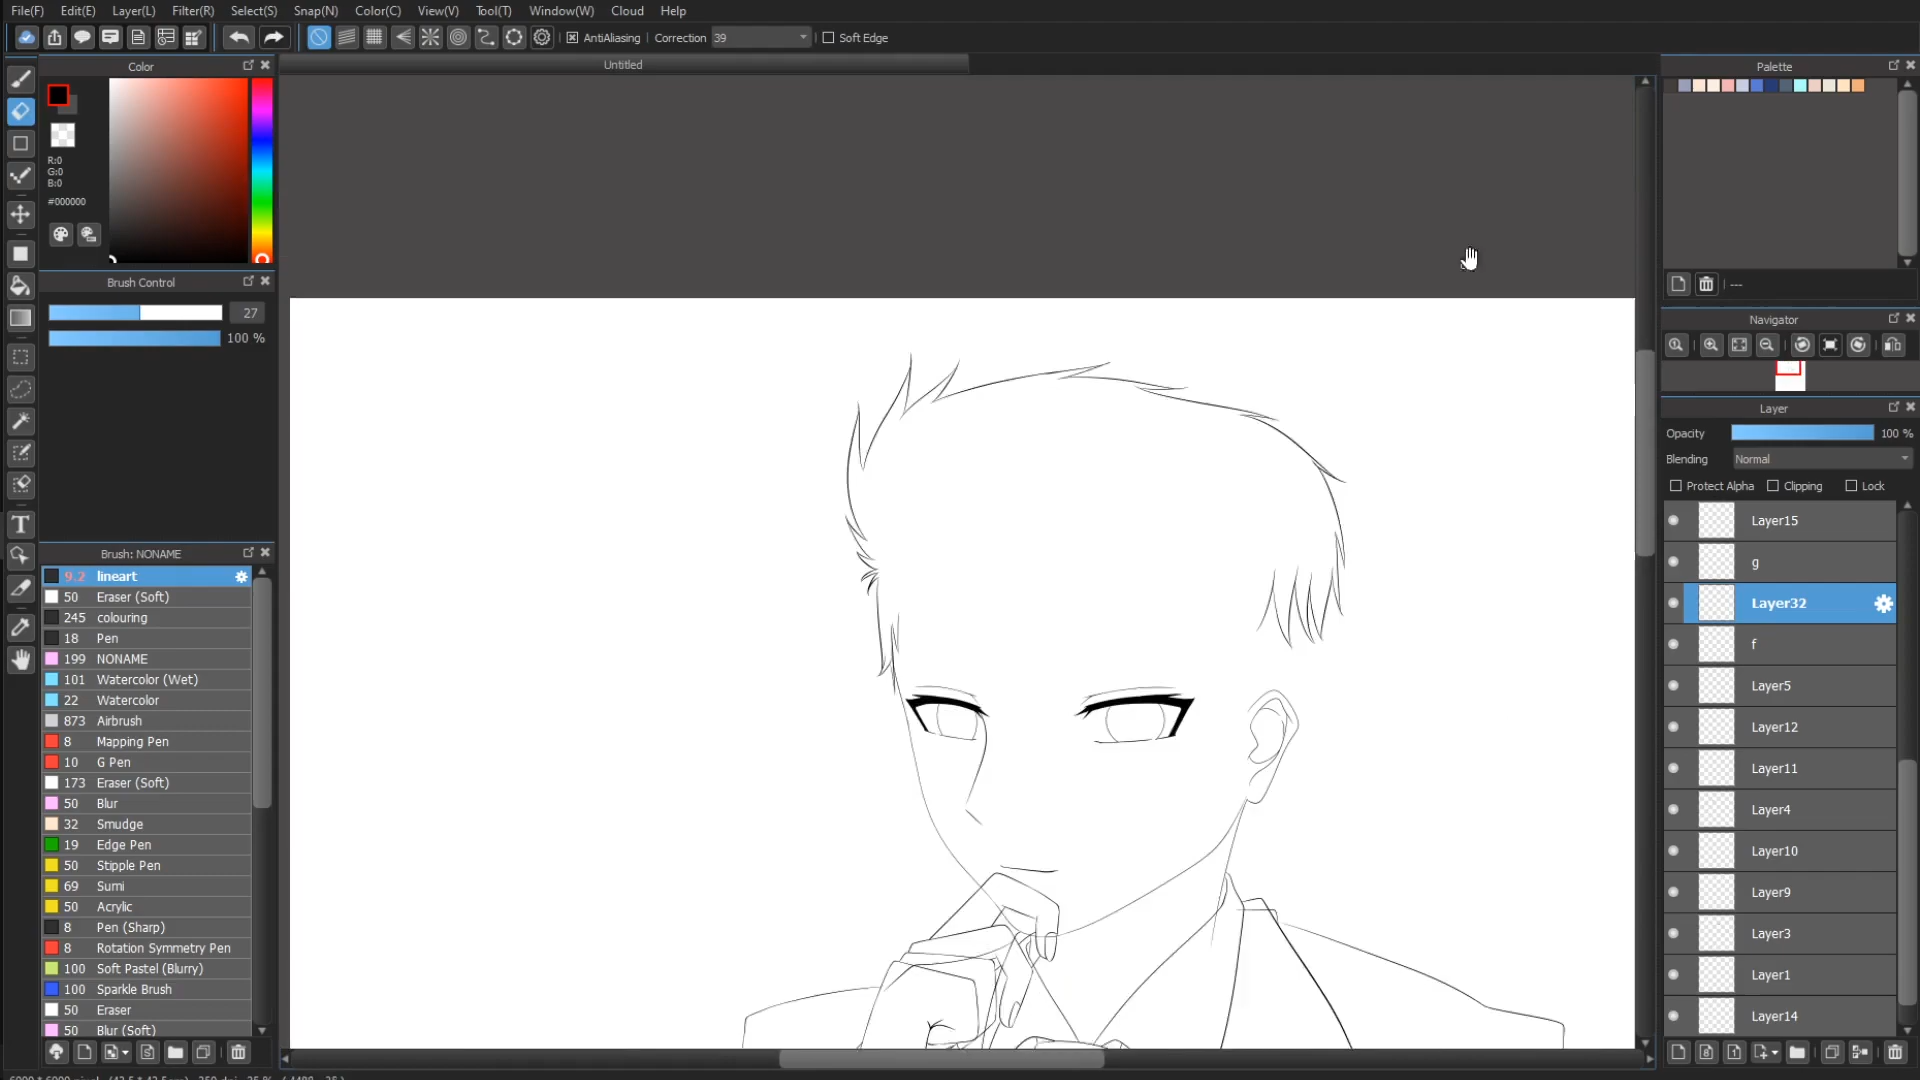 File(F) Edit(E) Layer(L) Filter(R) Select(S) Snap(N) Color(C) View(V) Tool(T) Window(W) Cloud Help
AntiAliasing Correction 39 Soft Edge
Color
Untitled
Palette
R:0
G:0
B:0
#000000
Brush Control
27
100 %
---
Navigator
Layer
Opacity 100 %
Blending Normal
Protect Alpha Clipping Lock
Brush: NONAME
9.2 lineart
50 Eraser (Soft)
245 colouring
18 Pen
199 NONAME
101 Watercolor (Wet)
22 Watercolor
873 Airbrush
8 Mapping Pen
10 G Pen
173 Eraser (Soft)
50 Blur
32 Smudge
19 Edge Pen
50 Stipple Pen
69 Sumi
50 Acrylic
8 Pen (Sharp)
8 Rotation Symmetry Pen
100 Soft Pastel (Blurry)
100 Sparkle Brush
50 Eraser
50 Blur (Soft)
Layer15
g
Layer32
f
Layer5
Layer12
Layer11
Layer4
Layer10
Layer9
Layer3
Layer1
Layer14